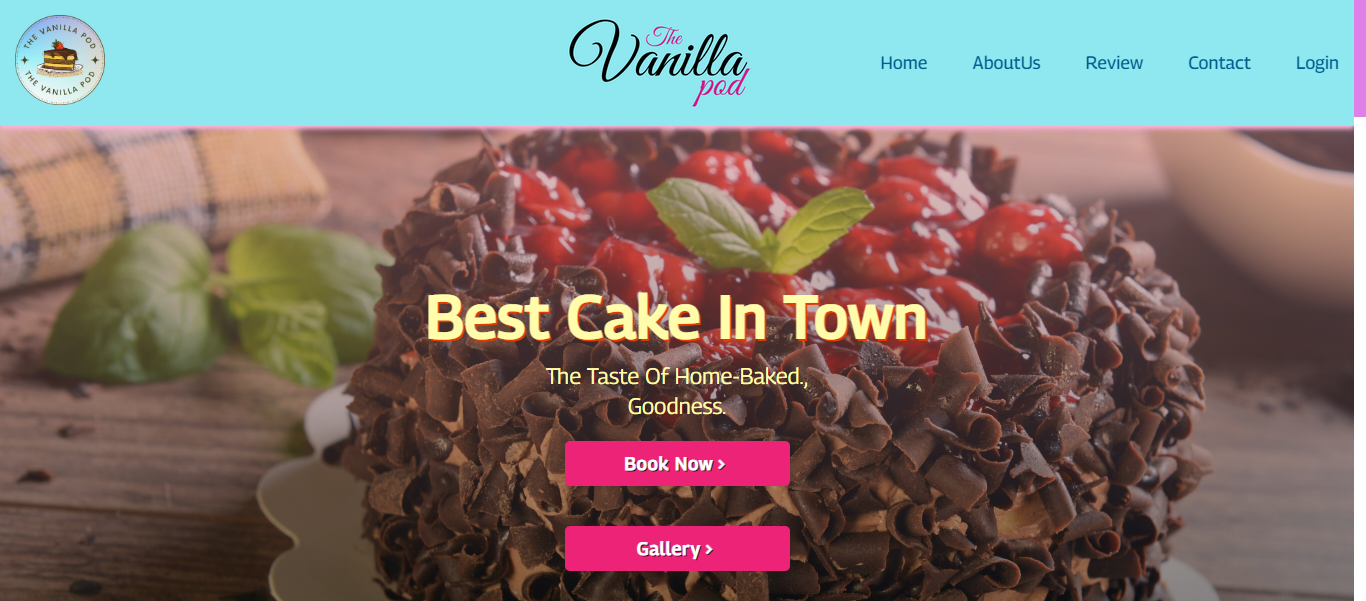 THE VANILLA POD
THE VANILLA POD
The
Vanilla
pod
Home AboutUs Review Contact Login
Best Cake In Town
The Taste Of Home-Baked.,
Goodness.
Book Now ›
Gallery ›